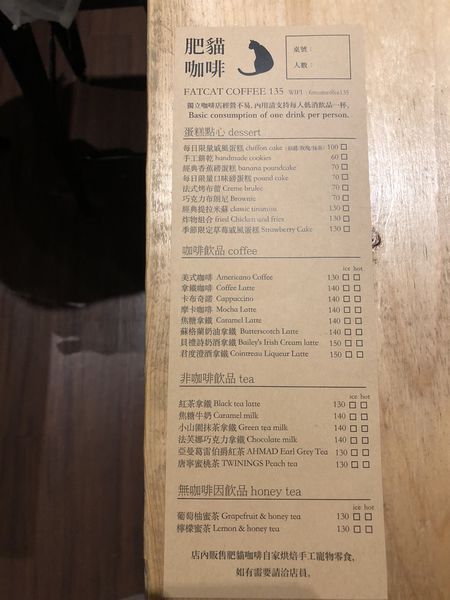 肥貓
咖啡
桌號：
人數：
FATCAT COFFEE 135 WIFI：
獨立咖啡店經營不易，內用請支持每人低消飲品一杯。
Basic consumption of one drink per person.
蛋糕點心 dessert
每日限量戚風蛋糕 chiffon cake 100
手工餅乾 handmade cookies 60
經典香蕉磅蛋糕 banana poundcake 70
每日限量口味磅蛋糕 pound cake 70
法式烤布蕾 Creme brulee 70
巧克力布朗尼 Brownie 70
經典提拉米蘇 classic tiramisu 130
炸物組合 fried Chicken and fries 130
季節限定草莓戚風蛋糕 Strawberry Cake 130
咖啡飲品 coffee
ice hot
美式咖啡 Americano Coffee 130
拿鐵咖啡 Coffee Latte 140
卡布奇諾 Cappuccino 140
摩卡咖啡 Mocha Latte 140
焦糖拿鐵 Caramel Latte 140
蘇格蘭奶油拿鐵 Butterscotch Latte 140
貝禮詩奶酒拿鐵 Bailey's Irish Cream latte 150
君度澄酒拿鐵 Cointreau Liqueur Latte 150
非咖啡飲品 tea
ice hot
紅茶拿鐵 Black tea latte 130
焦糖牛奶 Caramel milk 140
小山園抹茶拿鐵 Green tea milk 140
法芙娜巧克力拿鐵 Chocolate milk 140
亞曼葛雷伯爵紅茶 AHMAD Earl Grey Tea 130
唐寧蜜桃茶 TWININGS Peach tea 130
無咖啡因飲品 honey tea
ice hot
葡萄柚蜜茶 Grapefruit & honey tea 130
檸檬蜜茶 Lemon & honey tea 130
店內販售肥貓咖啡自家烘焙手工寵物零食，
如有需要請洽店員。